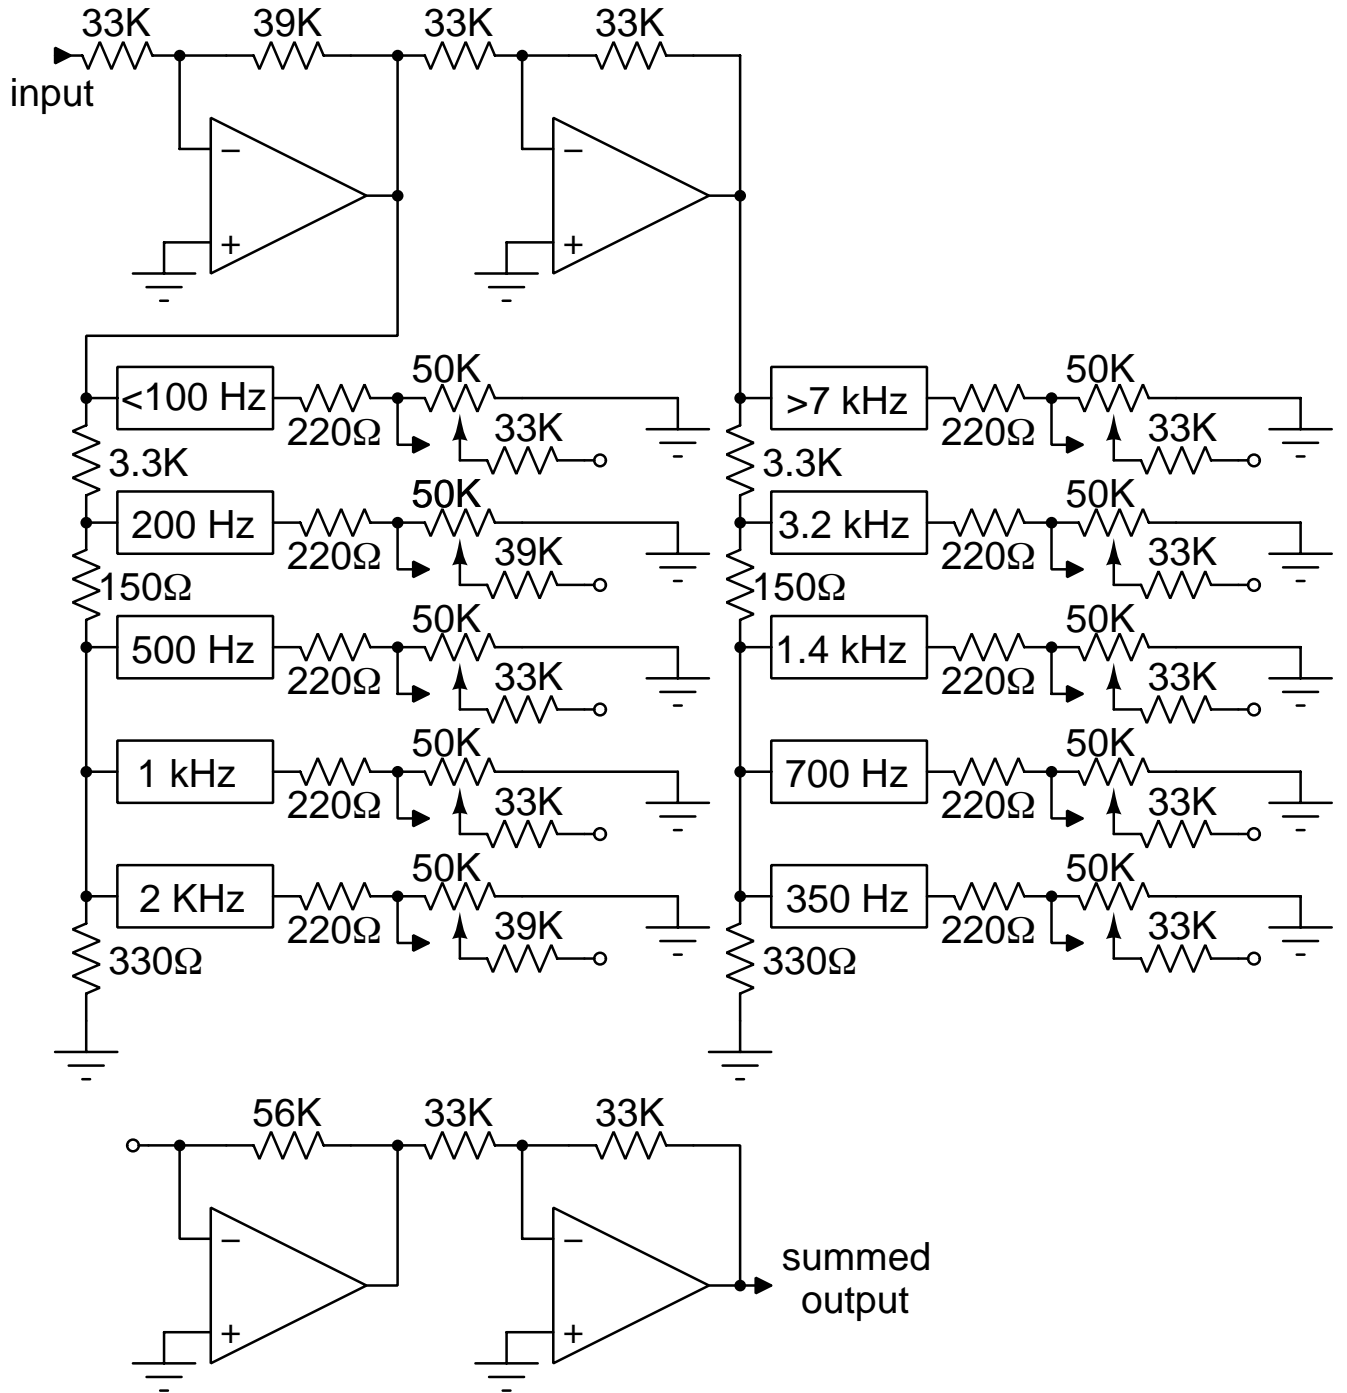 33K 39K 33K 33K
input
− −
+ +
50K 50K
<100 Hz >7 kHz
220Ω 33K 220Ω 33K
3.3K 3.3K
50K 50K
200 Hz 3.2 kHz
220Ω 39K 220Ω 33K
150Ω 150Ω
50K 50K
500 Hz 1.4 kHz
220Ω 33K 220Ω 33K
50K 50K
1 kHz 700 Hz
220Ω 33K 220Ω 33K
50K 50K
2 KHz 350 Hz
220Ω 39K 220Ω 33K
330Ω 330Ω
56K 33K 33K
− −
summed
output
+ +